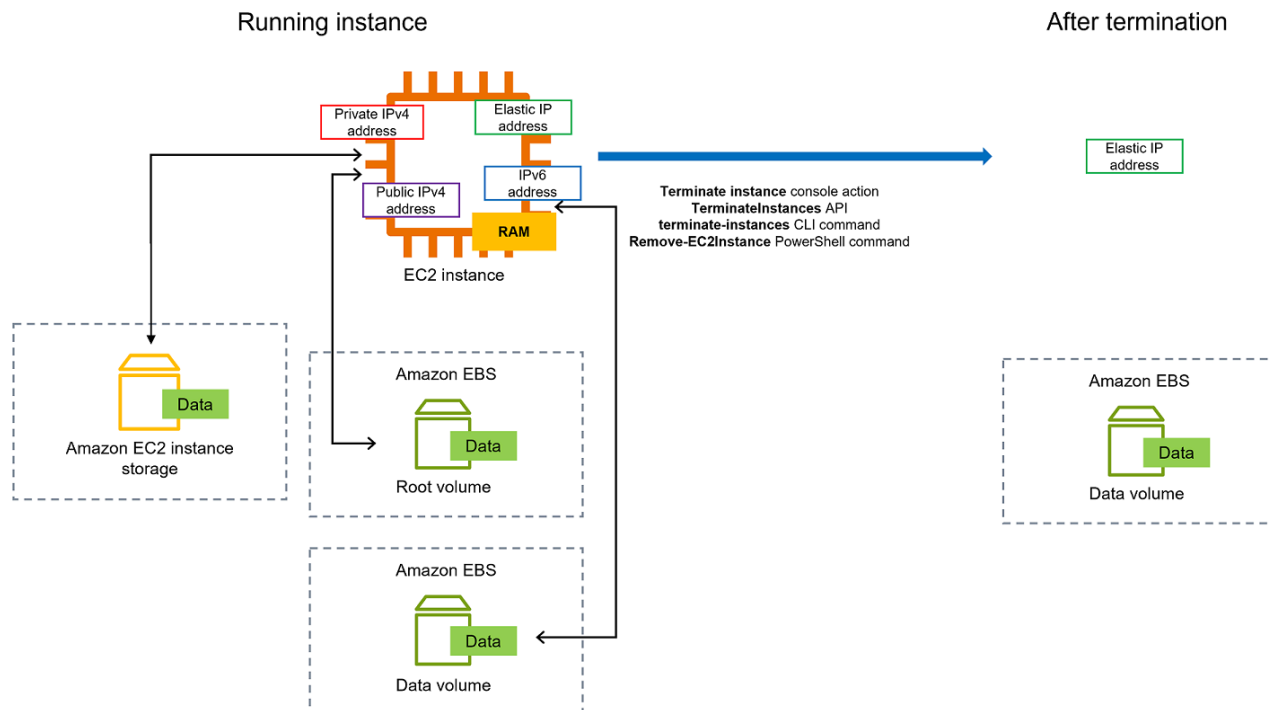 Running instance
After termination
Private IPv4
address
Elastic IP
address
Public IPv4
address
IPv6
address
RAM
EC2 instance
Terminate instance console action
TerminateInstances API
terminate-instances CLI command
Remove-EC2Instance PowerShell command
Elastic IP
address
Data
Amazon EC2 instance
storage
Amazon EBS
Data
Root volume
Amazon EBS
Data
Data volume
Amazon EBS
Data
Data volume